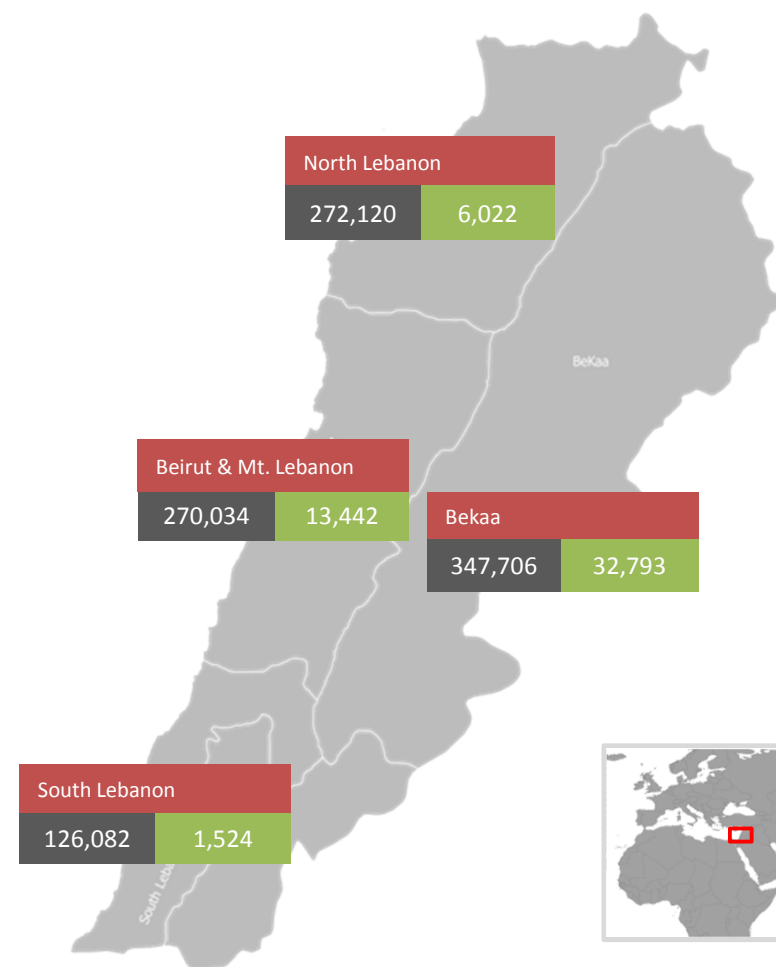 North Lebanon
272,120 6,022
BeKaa
Beirut & Mt. Lebanon
270,034 13,442
Bekaa
347,706 32,793
South Lebanon
126,082 1,524
South